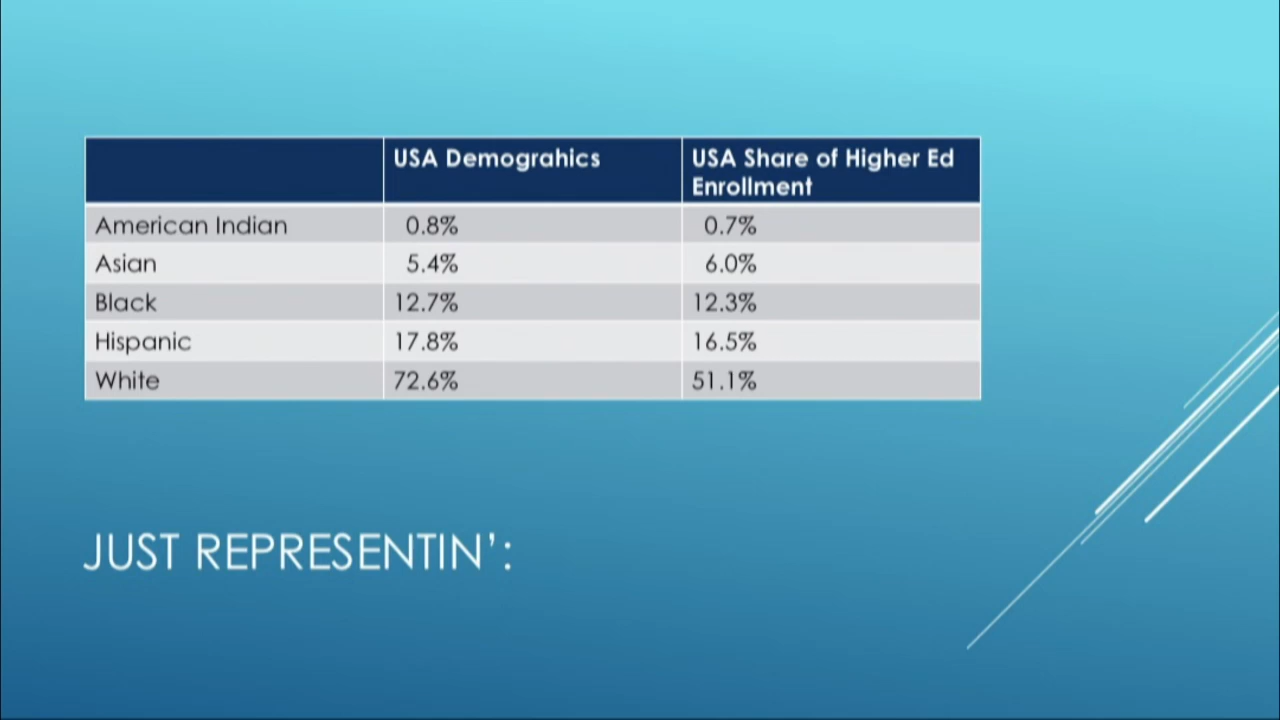 USA Demograhics USA Share of Higher Ed
Enrollment
American Indian 0.8% 0.7%
Asian 5.4% 6.0%
Black 12.7% 12.3%
Hispanic 17.8% 16.5%
White 72.6% 51.1%
JUST REPRESENTIN’: